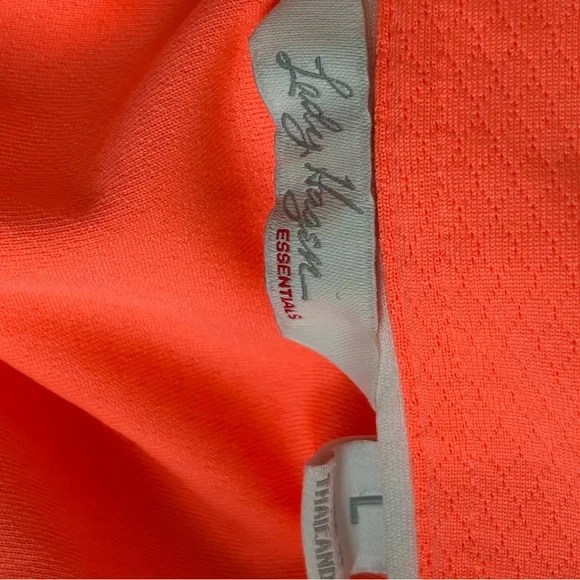 Lady Hagen
ESSENTIALS
L
THAILAND